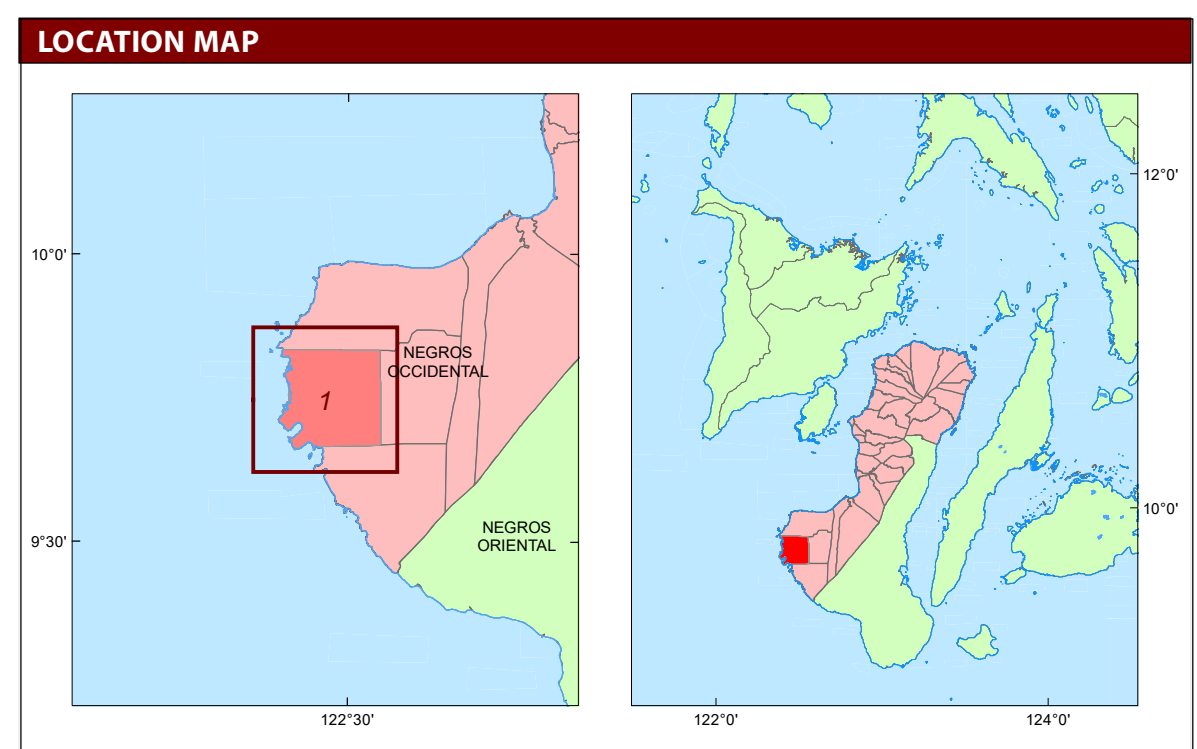 LOCATION MAP
10°0'
9°30'
122°30'
NEGROS
OCCIDENTAL
1
NEGROS
ORIENTAL
12°0'
10°0'
122°0'
124°0'